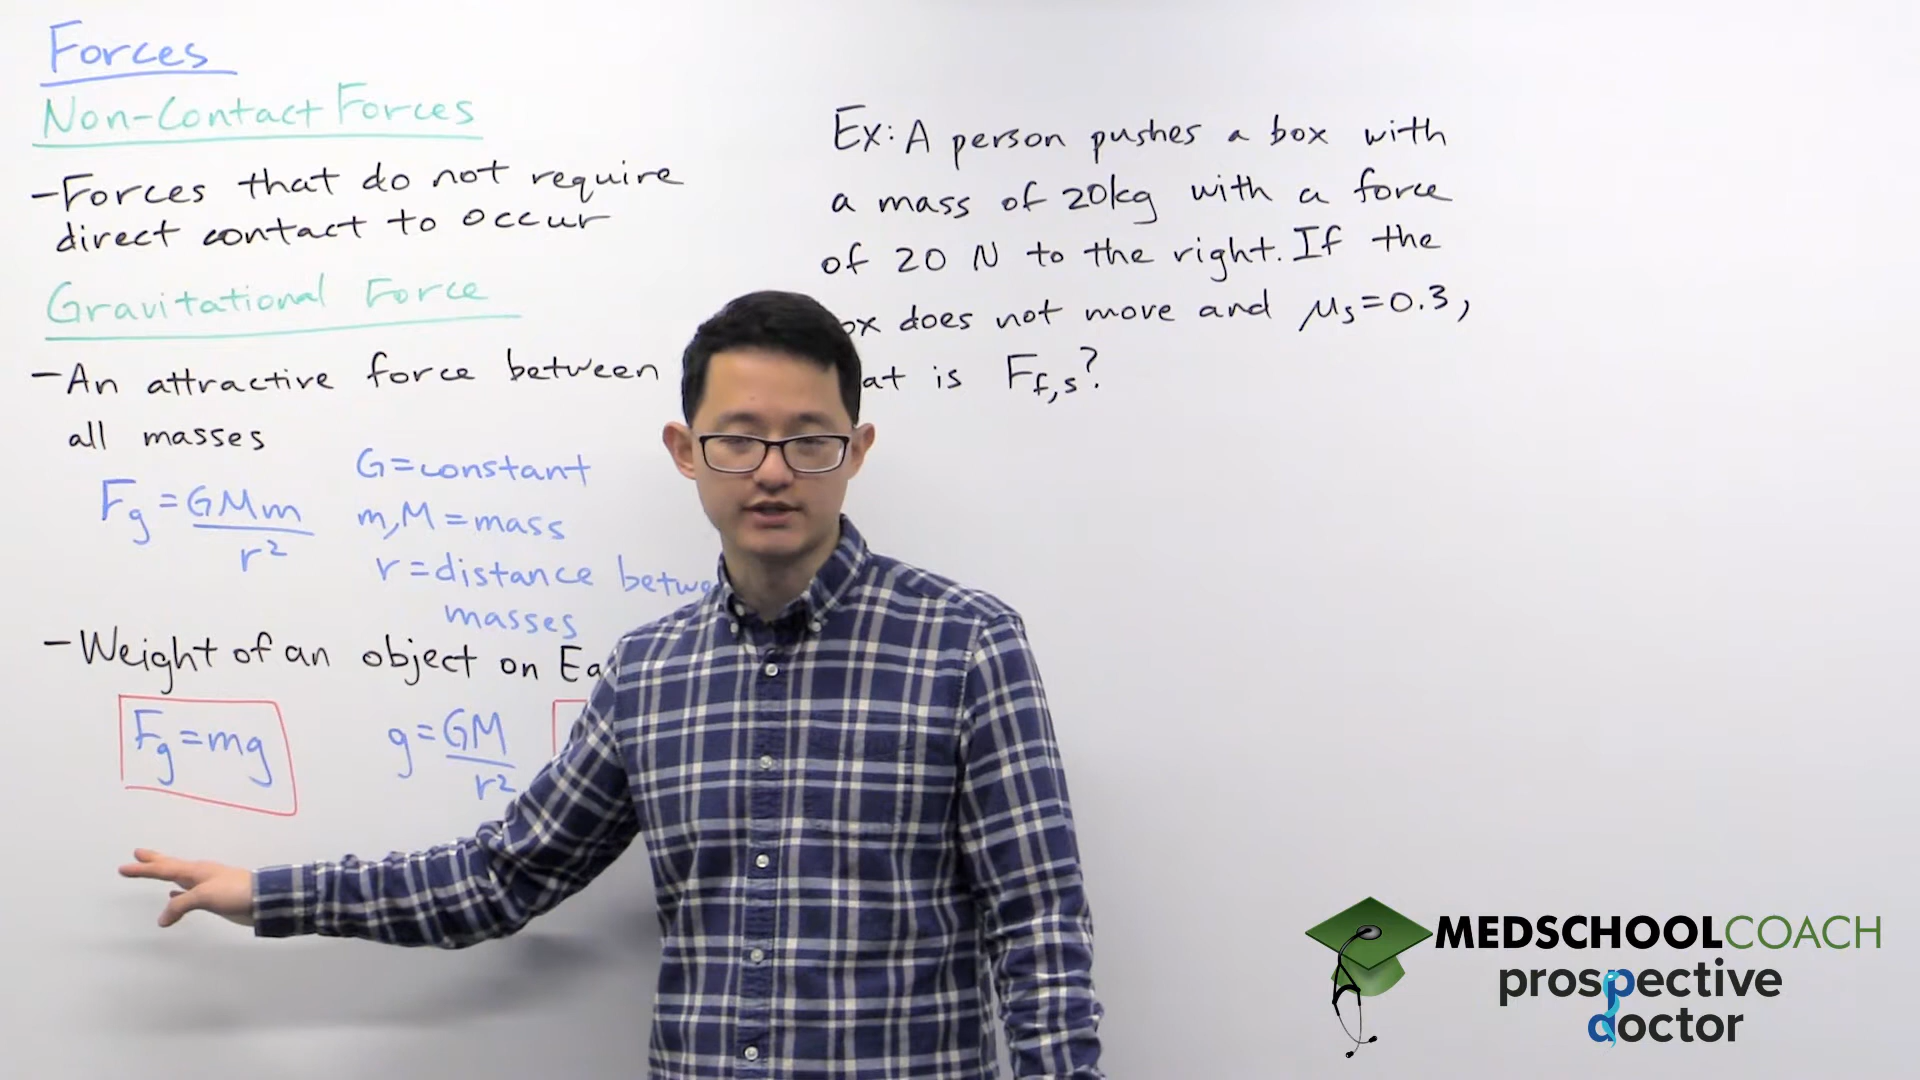 Forces
Non-Contact Forces
-Forces that do not require
direct contact to occur
Gravitational Force
-An attractive force between
all masses
Fg=GMm
r²
G=constant
m,M=mass
r=distance
masses
-Weight of an object on
Fg=mg
g=GM
r²
Ex: A person pushes a box with
a mass of 20kg with a force
of 20 N to the right. If the
does not move and μs=0.3,
is Ff,s?
MEDSCHOOLCOACH
prospective
doctor